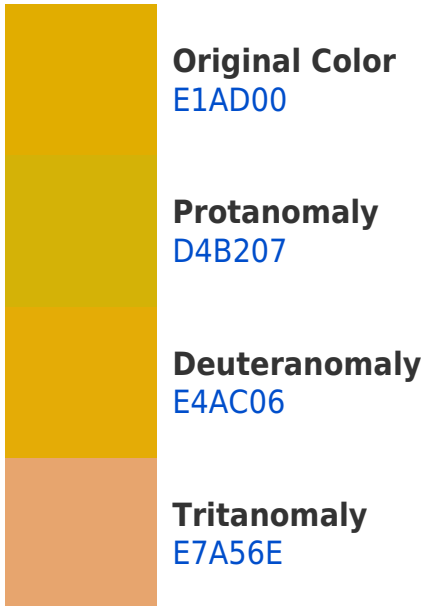 Original Color
E1AD00
Protanomaly
D4B207
Deuteranomaly
E4AC06
Tritanomaly
E7A56E